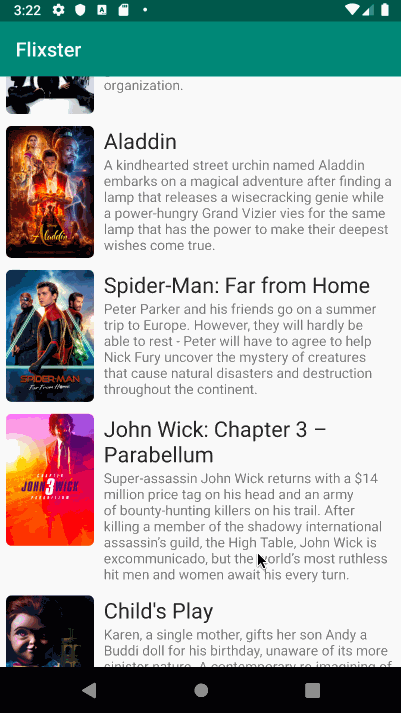 3:22
Flixster
organization.
Aladdin
A kindhearted street urchin named Aladdin
embarks on a magical adventure after finding a
lamp that releases a wisecracking genie while
a power-hungry Grand Vizier vies for the same
lamp that has the power to make their deepest
wishes come true.
Aladdin
Spider-Man: Far from Home
Peter Parker and his friends go on a summer
trip to Europe. However, they will hardly be
able to rest - Peter will have to agree to help
Nick Fury uncover the mystery of creatures
that cause natural disasters and destruction
throughout the continent.
SPIDER-MAN
Far From Home
John Wick: Chapter 3 –
Parabellum
Super-assassin John Wick returns with a $14
million price tag on his head and an army
of bounty-hunting killers on his trail. After
killing a member of the shadowy international
assassin's guild, the High Table, John Wick is
excommunicado, but the world's most ruthless
hit men and women await his every turn.
CHAPTER
JOHN 3 WICK
PARABELLUM
Child's Play
Karen, a single mother, gifts her son Andy a
Buddi doll for his birthday, unaware of its more
sinister nature. A contemporary re-imagining of